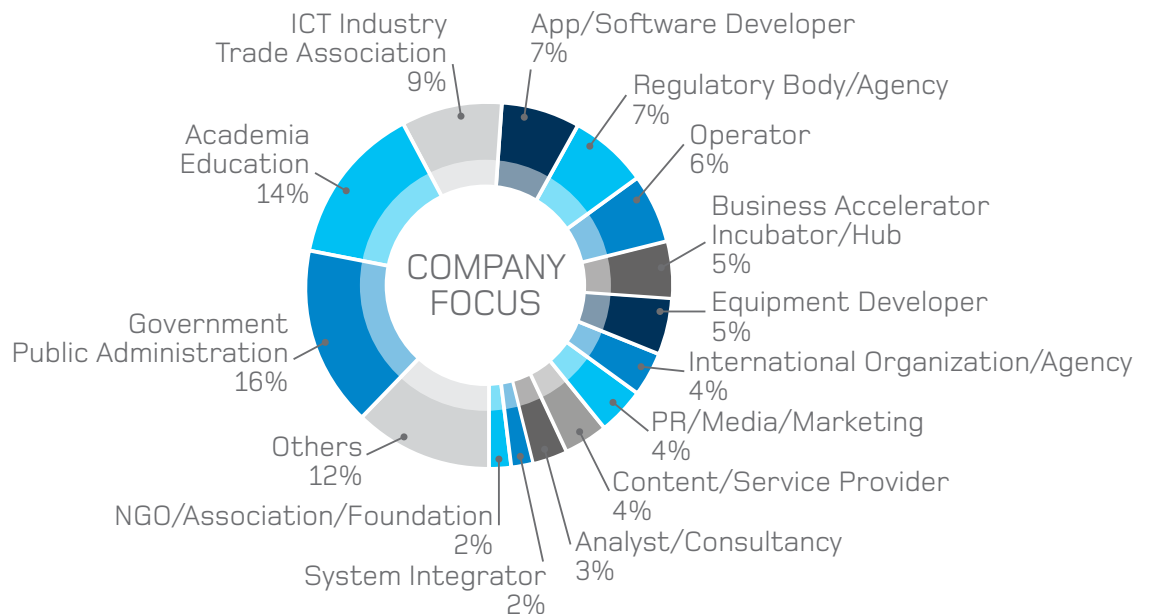 ICT Industry
Trade Association
9%
App/Software Developer
7%
Regulatory Body/Agency
7%
Operator
6%
Business Accelerator
Incubator/Hub
5%
Equipment Developer
5%
International Organization/Agency
4%
PR/Media/Marketing
4%
Content/Service Provider
4%
Analyst/Consultancy
3%
System Integrator
2%
NGO/Association/Foundation
2%
Others
12%
Government
Public Administration
16%
Academia
Education
14%
COMPANY
FOCUS